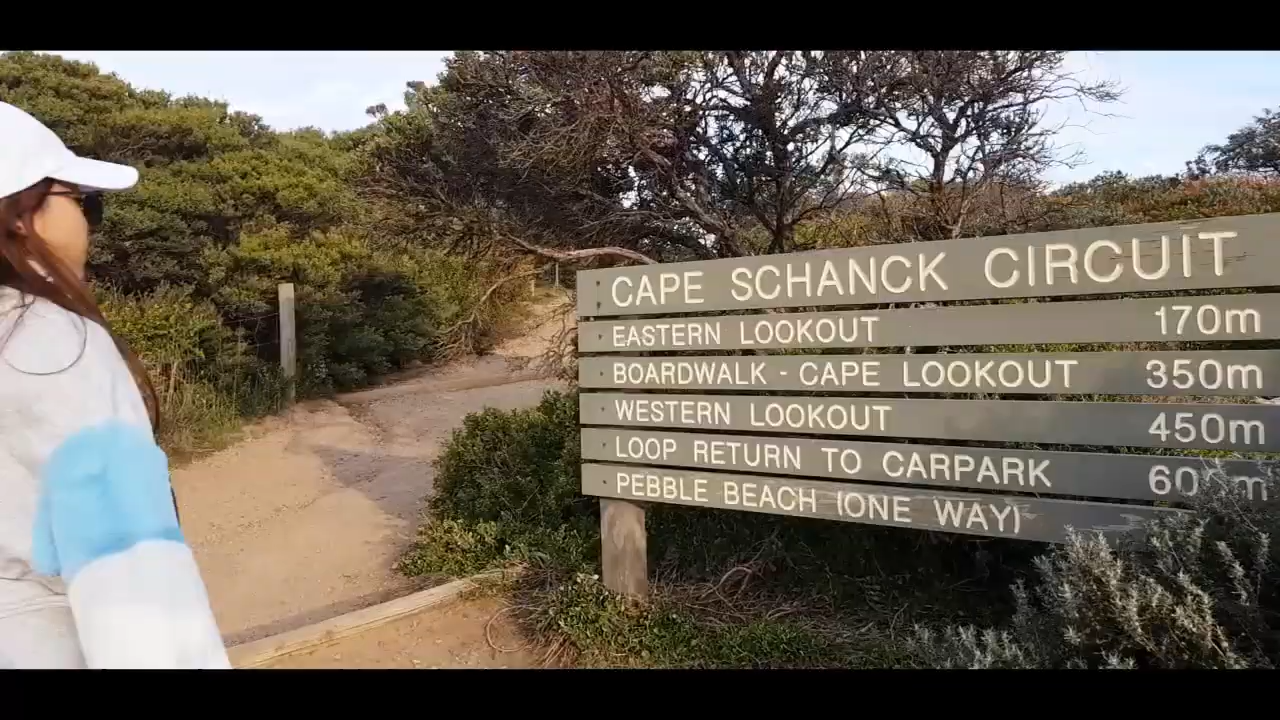 CAPE SCHANCK CIRCUIT
EASTERN LOOKOUT 170m
BOARDWALK - CAPE LOOKOUT 350m
WESTERN LOOKOUT 450m
LOOP RETURN TO CARPARK
PEBBLE BEACH (ONE WAY)